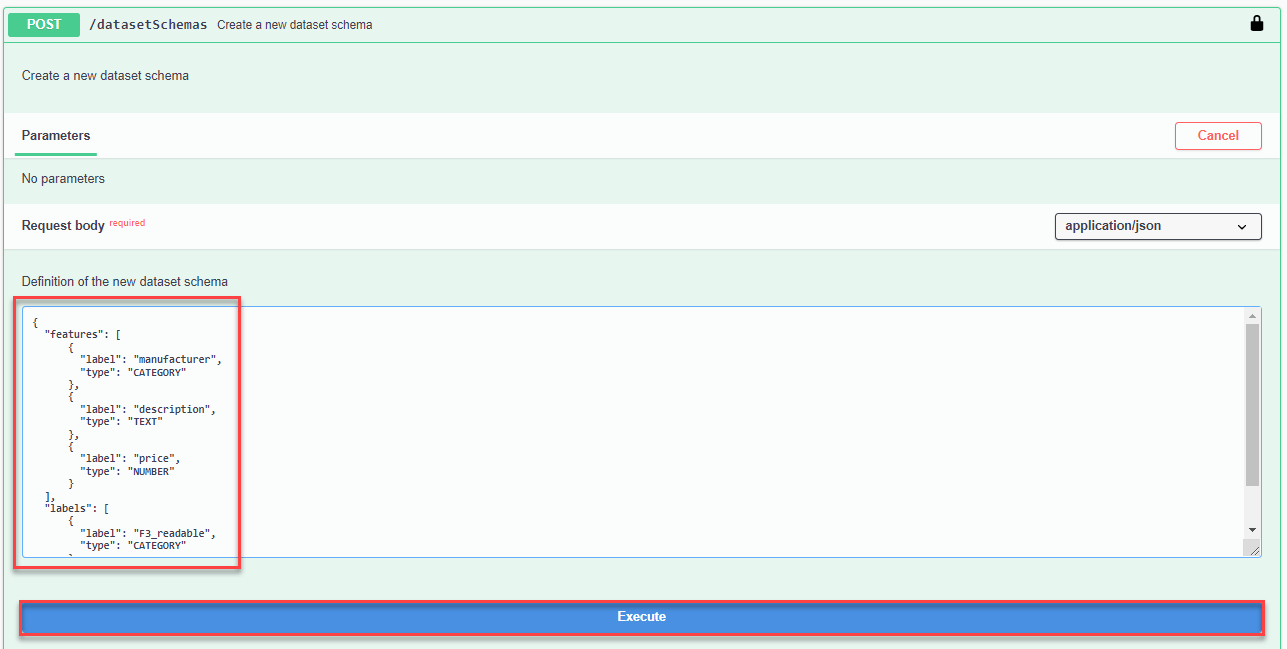 POST /datasetSchemas Create a new dataset schema
Create a new dataset schema
Parameters
Cancel
No parameters
Request body required
application/json
Definition of the new dataset schema
{
  "features": [
      {
        "label": "manufacturer",
        "type": "CATEGORY"
      },
      {
        "label": "description",
        "type": "TEXT"
      },
      {
        "label": "price",
        "type": "NUMBER"
      }
  ],
  "labels": [
      {
        "label": "F3_readable",
        "type": "CATEGORY"
Execute